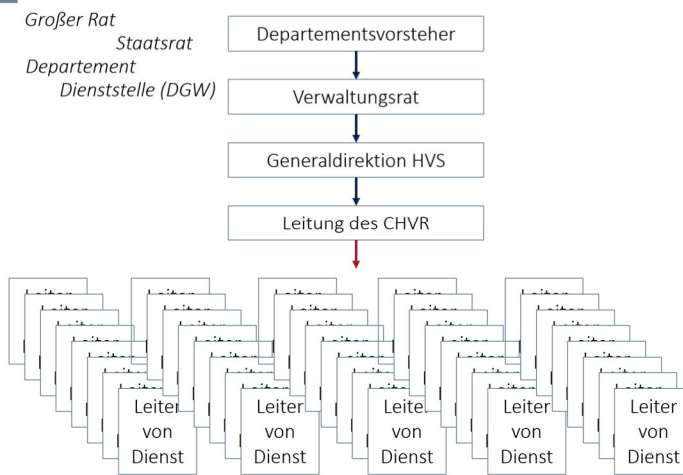 Großer Rat
Staatsrat
Departement
Dienststelle (DGW)
Departementsvorsteher
Verwaltungsrat
Generaldirektion HVS
Leitung des CHVR
Leiter
von
Dienst
Leiter
von
Dienst
Leiter
von
Dienst
Leiter
von
Dienst
Leiter
von
Dienst